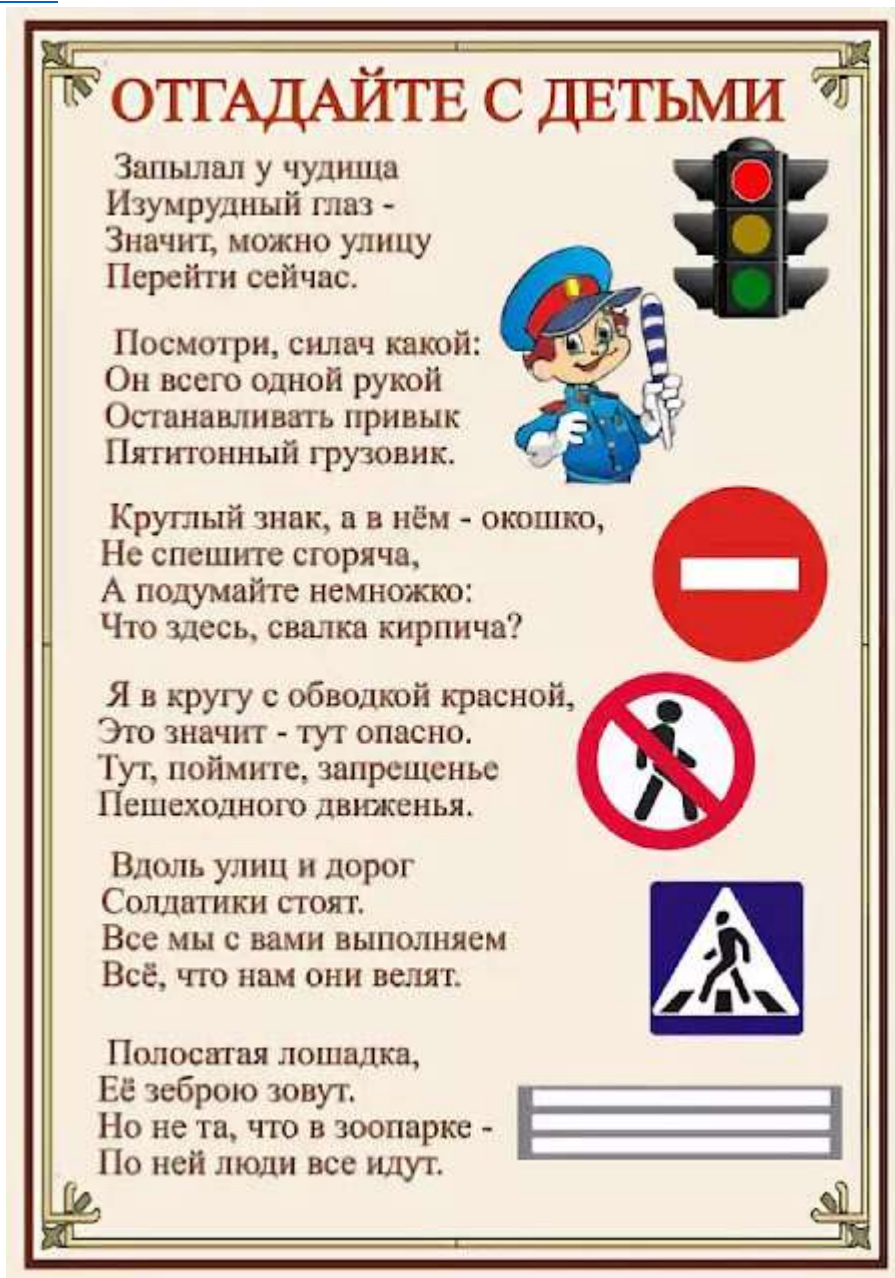 ОТГАДАЙТЕ С ДЕТЬМИ
Запылал у чудища
Изумрудный глаз -
Значит, можно улицу
Перейти сейчас.
Посмотри, силач какой:
Он всего одной рукой
Останавливать привык
Пятитонный грузовик.
Круглый знак, а в нём - окошко,
Не спешите сгоряча,
А подумайте немножко:
Что здесь, свалка кирпича?
Я в кругу с обводкой красной,
Это значит - тут опасно.
Тут, поймите, запрещенье
Пешеходного движенья.
Вдоль улиц и дорог
Солдатики стоят.
Все мы с вами выполняем
Всё, что нам они велят.
Полосатая лошадка,
Её зеброю зовут.
Но не та, что в зоопарке -
По ней люди все идут.